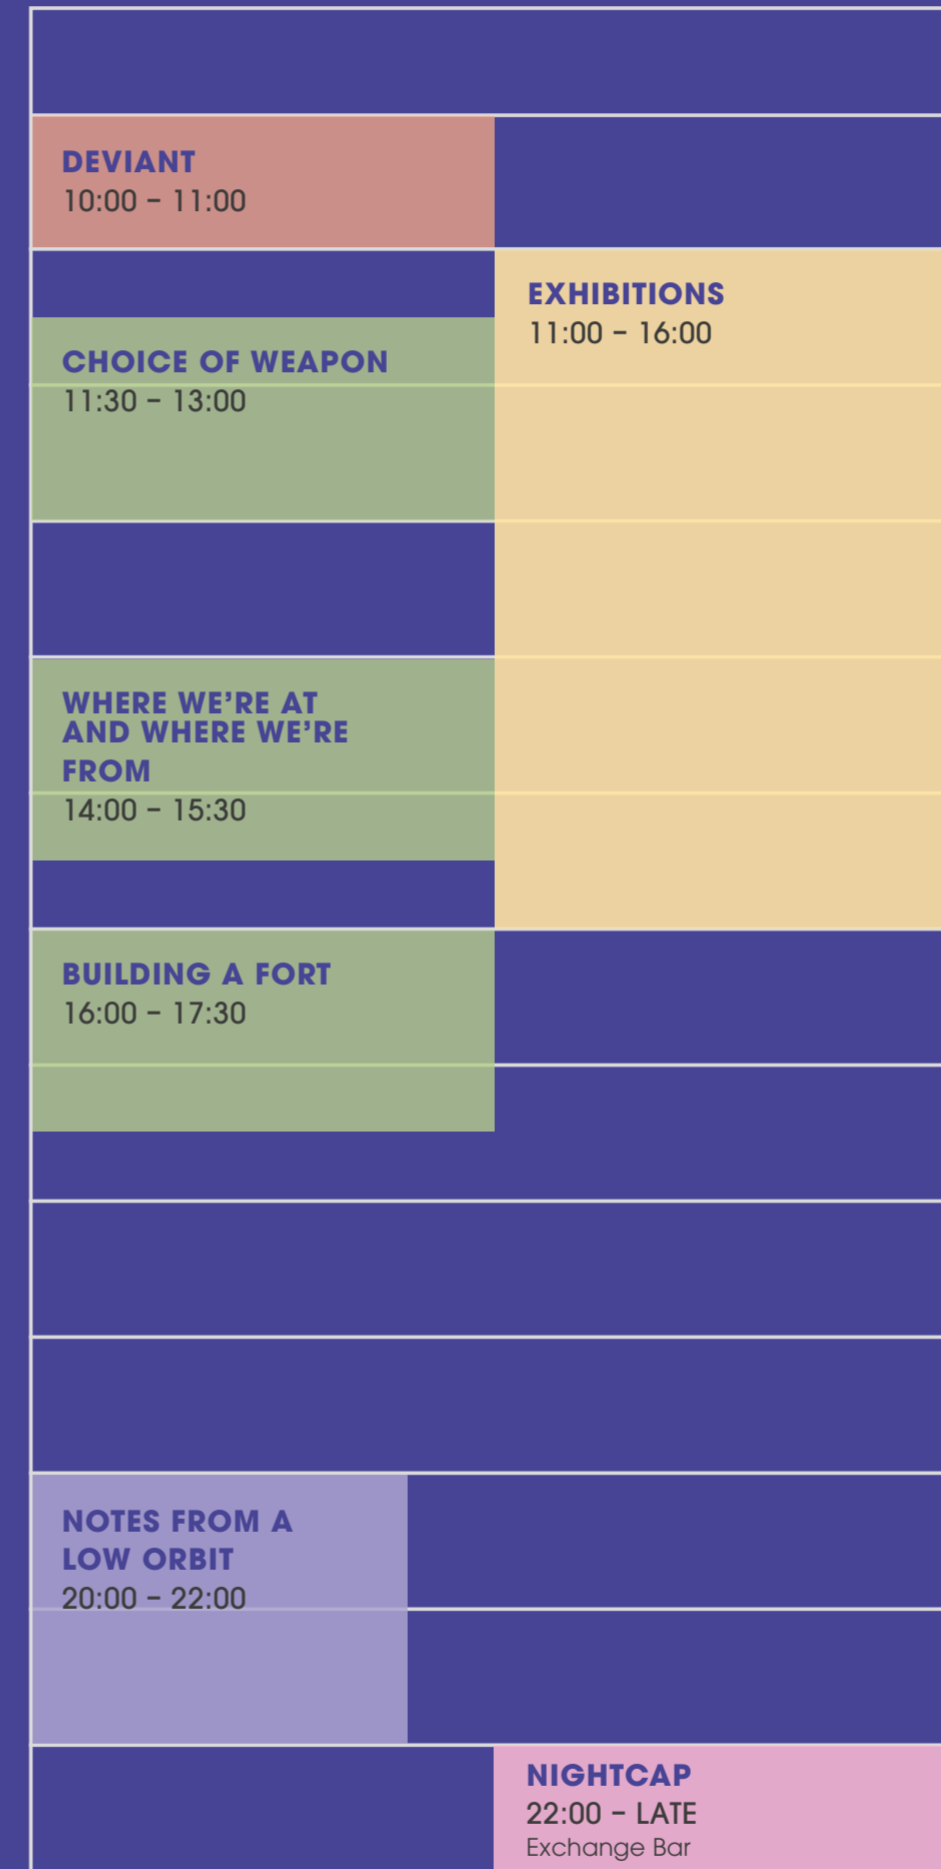 DEVIANT
10:00 – 11:00
EXHIBITIONS
11:00 – 16:00
CHOICE OF WEAPON
11:30 – 13:00
WHERE WE’RE AT
AND WHERE WE’RE
FROM
14:00 – 15:30
BUILDING A FORT
16:00 – 17:30
NOTES FROM A
LOW ORBIT
20:00 – 22:00
NIGHTCAP
22:00 – LATE
Exchange Bar